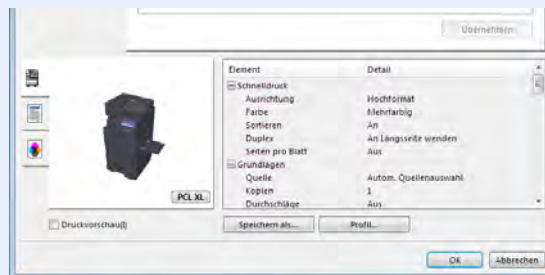 Übernehmen
Element Detail
Schnelldruck
Ausrichtung Hochformat
Farbe Mehrfarbig
Sortieren An
Duplex An Längsseite wenden
Seiten pro Blatt Aus
Grundlagen
Quelle Autom. Quellenauswahl
Kopien 1
Durchschläge Aus
PCL XL
Druckvorschau(I) Speichern als... Profil...
OK Abbrechen